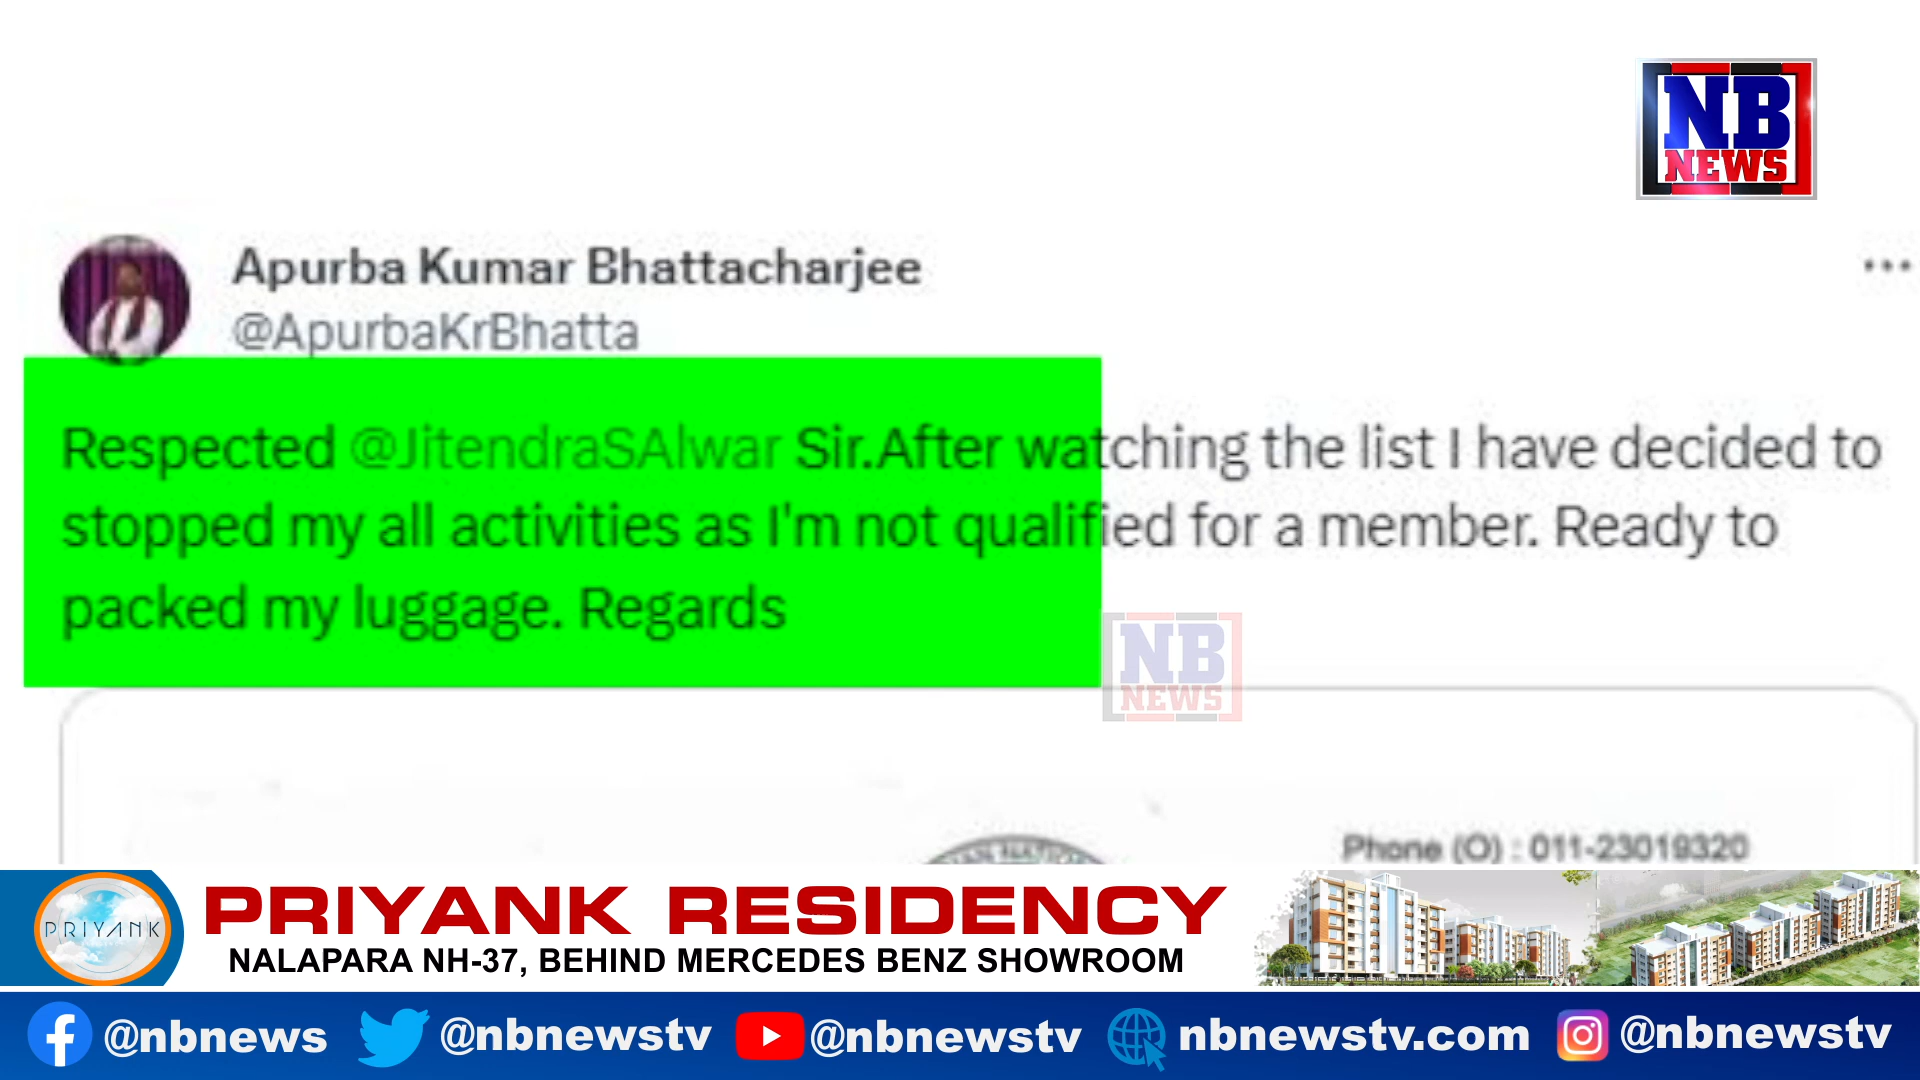 NB
NEWS
Apurba Kumar Bhattacharjee
@ApurbaKrBhatta
Respected @JitendraSAlwar Sir.After watching the list I have decided to
stopped my all activities as I'm not qualified for a member. Ready to
packed my luggage. Regards
NB
NEWS
Phone (O) : 011-23019320
PRIYANK
PRIYANK RESIDENCY
NALAPARA NH-37, BEHIND MERCEDES BENZ SHOWROOM
@nbnews @nbnewstv @nbnewstv nbnewstv.com @nbnewstv